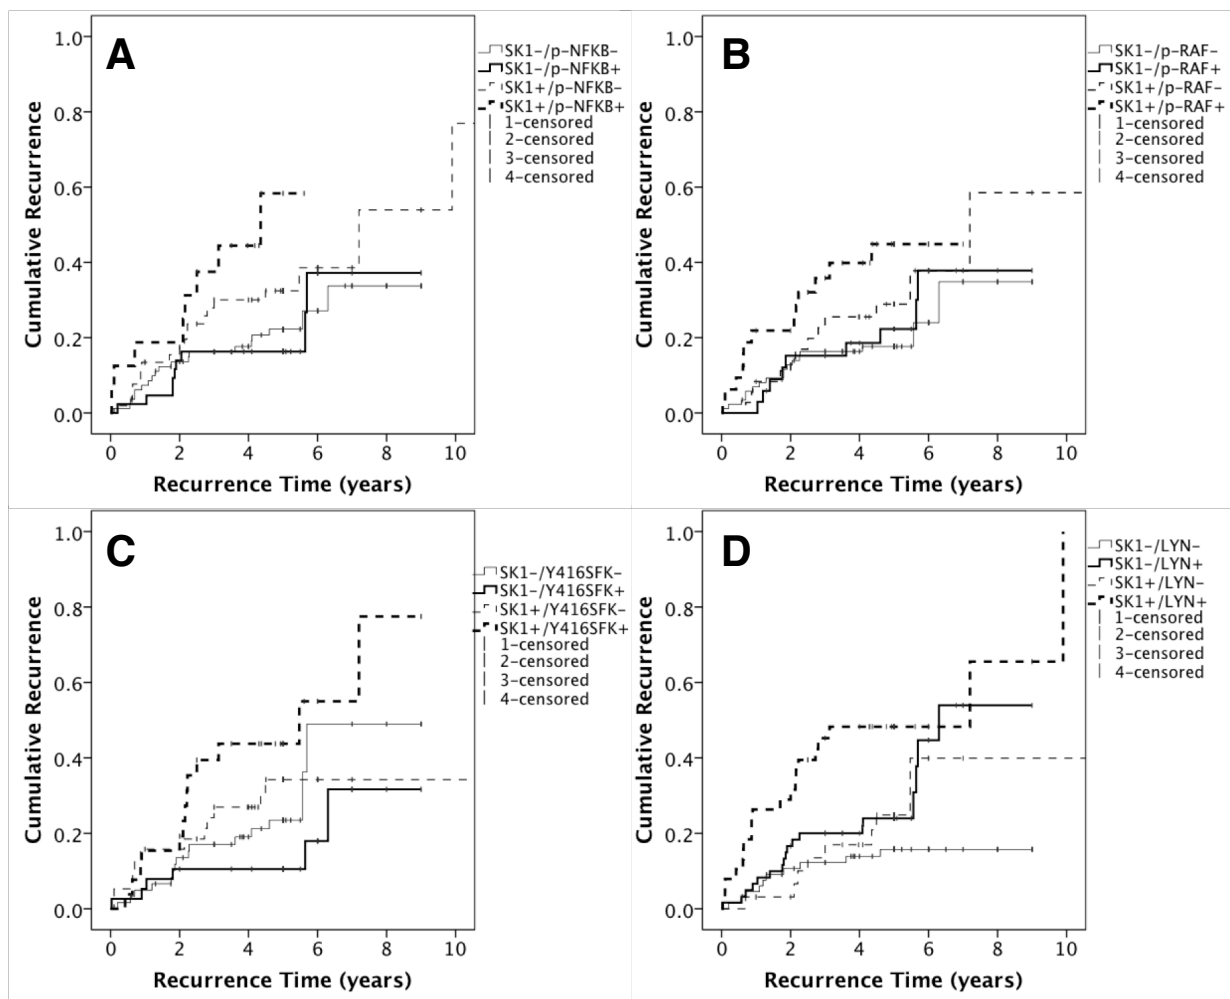 A
1.0
0.8
0.6
0.4
0.2
0.0
Cumulative Recurrence
0 2 4 6 8 10
Recurrence Time (years)
SK1-/p-NFKB-
SK1-/p-NFKB+
SK1+/p-NFKB-
SK1+/p-NFKB+
1-censored
2-censored
3-censored
4-censored
B
1.0
0.8
0.6
0.4
0.2
0.0
Cumulative Recurrence
0 2 4 6 8 10
Recurrence Time (years)
SK1-/p-RAF-
SK1-/p-RAF+
SK1+/p-RAF-
SK1+/p-RAF+
1-censored
2-censored
3-censored
4-censored
C
1.0
0.8
0.6
0.4
0.2
0.0
Cumulative Recurrence
0 2 4 6 8 10
Recurrence Time (years)
SK1-/Y416SFK-
SK1-/Y416SFK+
SK1+/Y416SFK-
SK1+/Y416SFK+
1-censored
2-censored
3-censored
4-censored
D
1.0
0.8
0.6
0.4
0.2
0.0
Cumulative Recurrence
0 2 4 6 8 10
Recurrence Time (years)
SK1-/LYN-
SK1-/LYN+
SK1+/LYN-
SK1+/LYN+
1-censored
2-censored
3-censored
4-censored